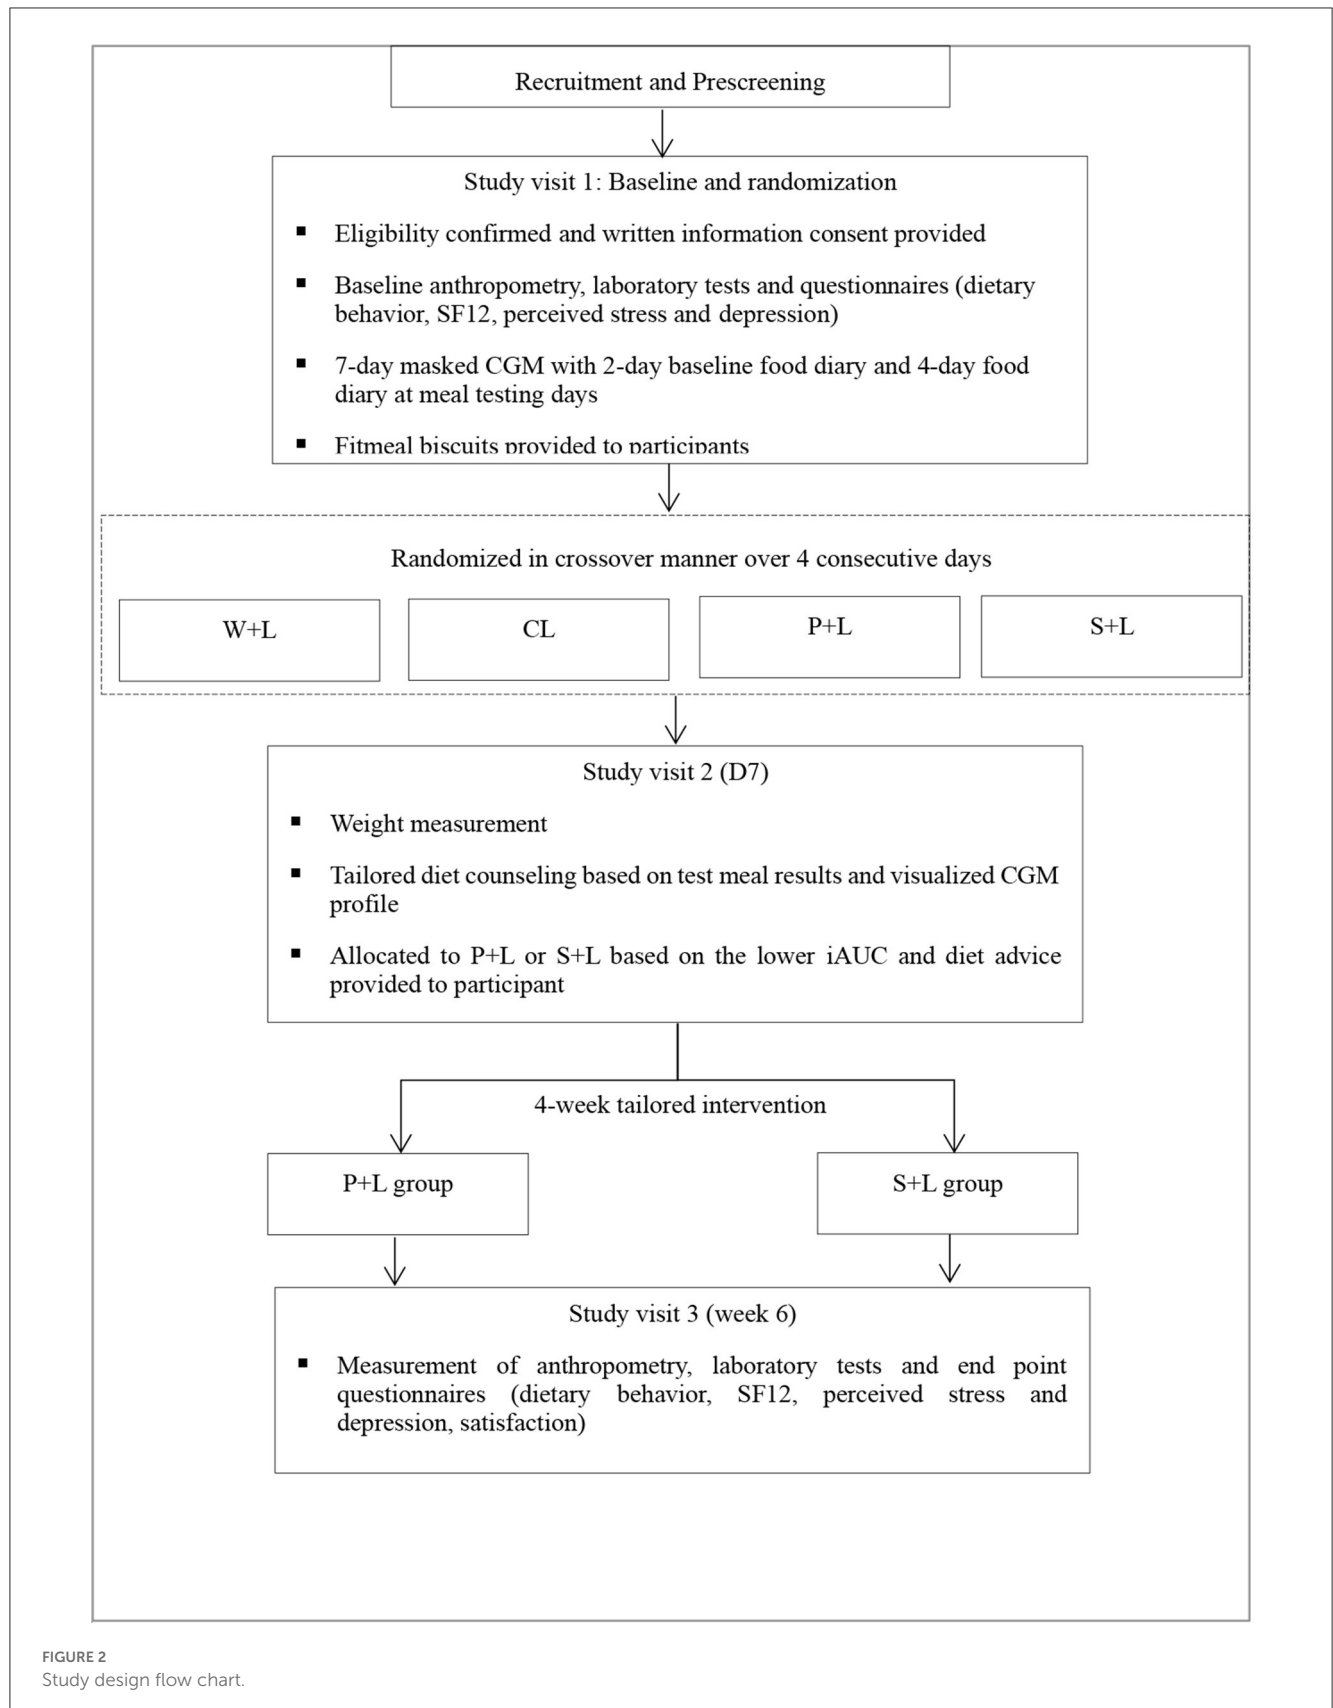 Recruitment and Prescreening
Study visit 1: Baseline and randomization
▪ Eligibility confirmed and written information consent provided
▪ Baseline anthropometry, laboratory tests and questionnaires (dietary
behavior, SF12, perceived stress and depression)
▪ 7-day masked CGM with 2-day baseline food diary and 4-day food
diary at meal testing days
▪ Fitmeal biscuits provided to participants
Randomized in crossover manner over 4 consecutive days
W+L
CL
P+L
S+L
Study visit 2 (D7)
▪ Weight measurement
▪ Tailored diet counseling based on test meal results and visualized CGM
profile
▪ Allocated to P+L or S+L based on the lower iAUC and diet advice
provided to participant
4-week tailored intervention
P+L group
S+L group
Study visit 3 (week 6)
▪ Measurement of anthropometry, laboratory tests and end point
questionnaires (dietary behavior, SF12, perceived stress and
depression, satisfaction)
FIGURE 2
Study design flow chart.